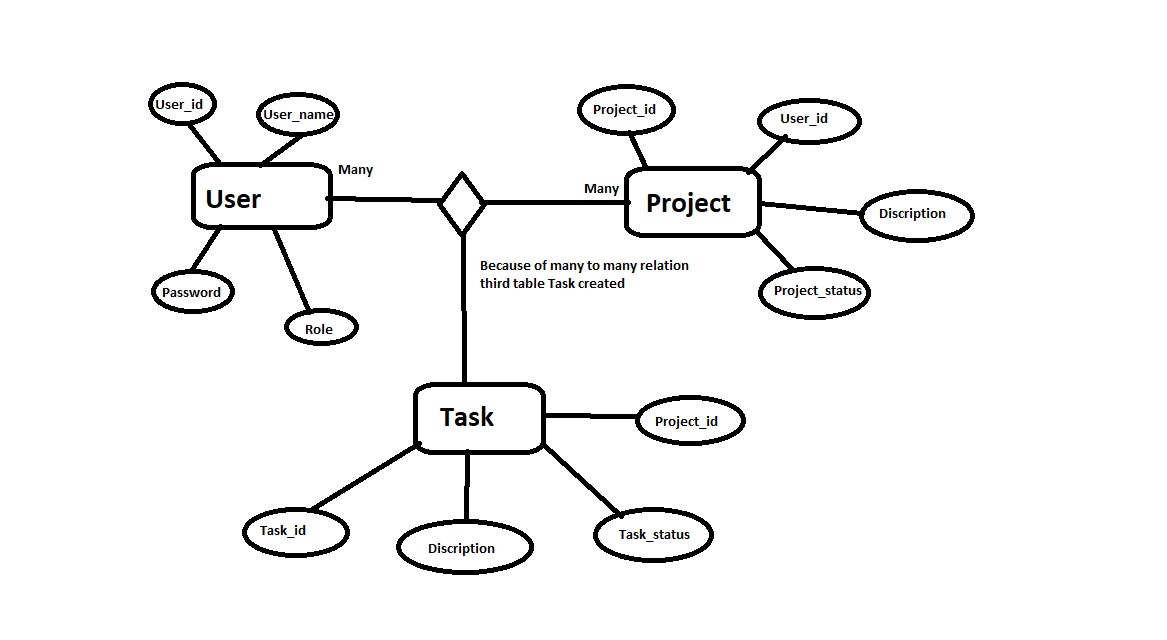 User_id
User_name
Many
User
Password
Role
Project_id
User_id
Many
Project
Discription
Project_status
Because of many to many relation
third table Task created
Task
Project_id
Task_id
Discription
Task_status